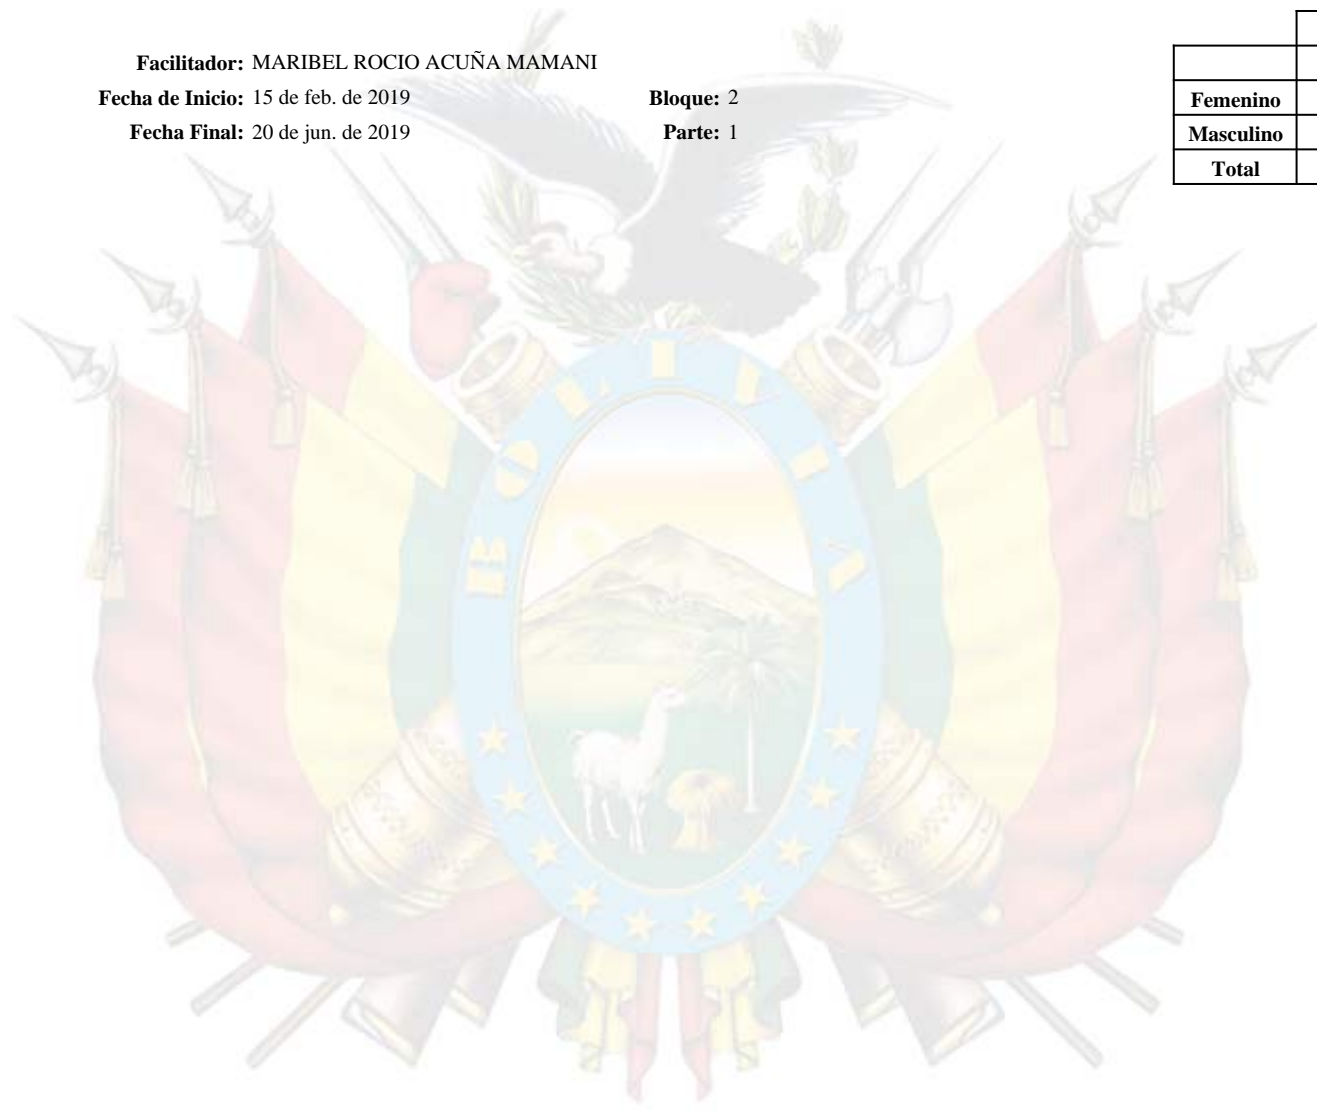 Facilitador: MARIBEL ROCIO ACUÑA MAMANI
Fecha de Inicio: 15 de feb. de 2019 Bloque: 2
Fecha Final: 20 de jun. de 2019 Parte: 1
Femenino
Masculino
Total
BOLIVIA